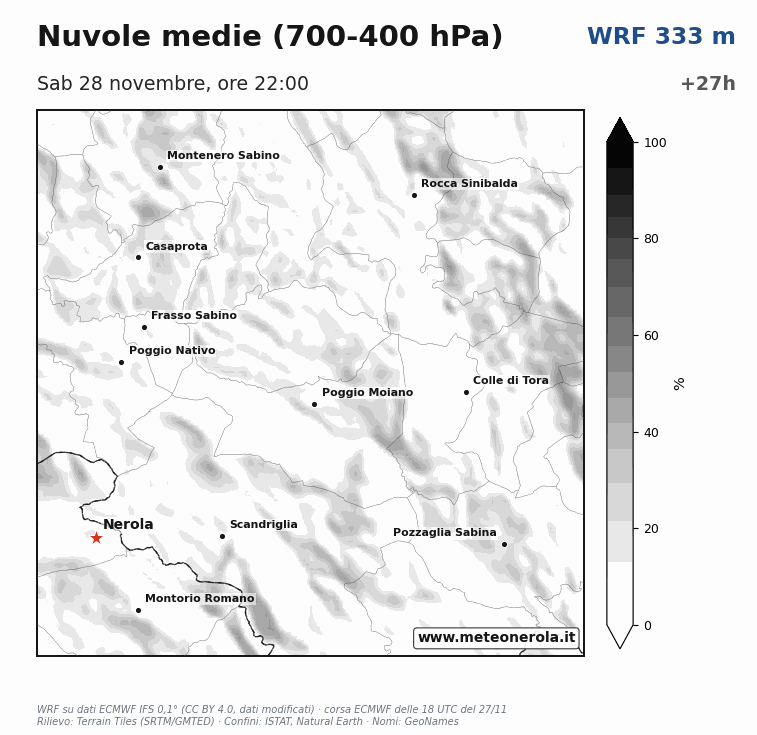 Nuvole medie (700-400 hPa)
WRF 333 m
Sab 28 novembre, ore 22:00
+27h
Montenero Sabino
Rocca Sinibalda
Casaprota
Frasso Sabino
Poggio Nativo
Poggio Moiano
Colle di Tora
Nerola
Scandriglia
Pozzaglia Sabina
Montorio Romano
www.meteonerola.it
100
80
60
40
20
0
%
WRF su dati ECMWF IFS 0,1° (CC BY 4.0, dati modificati) · corsa ECMWF delle 18 UTC del 27/11
Rilievo: Terrain Tiles (SRTM/GMTED) · Confini: ISTAT, Natural Earth · Nomi: GeoNames